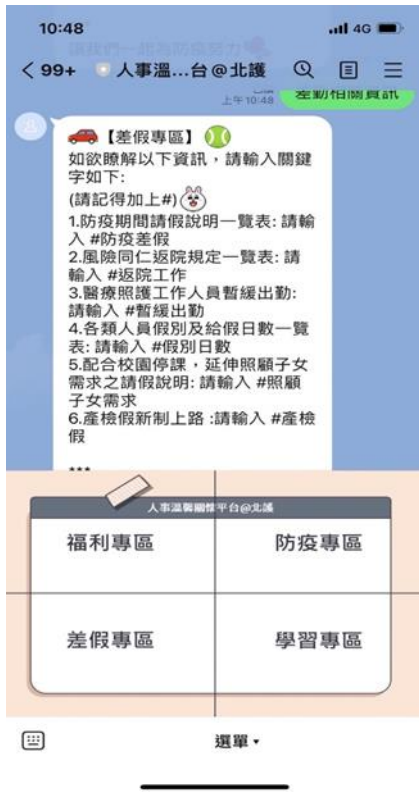 10:48
4G
99+
人事溫...台@北護
上午10:48
差勤相關資訊
【差假專區】
如欲瞭解以下資訊，請輸入關鍵
字如下:
(請記得加上#)
1.防疫期間請假說明一覽表: 請輸
入 #防疫差假
2.風險同仁返院規定一覽表: 請
輸入 #返院工作
3.醫療照護工作人員暫緩出勤:
請輸入 #暫緩出勤
4.各類人員假別及給假日數一覽
表: 請輸入 #假別日數
5.配合校園停課，延伸照顧子女
需求之請假說明: 請輸入 #照顧
子女需求
6.產檢假新制上路 :請輸入 #產檢
假
***
人事溫馨關懷平台@北護
福利專區
防疫專區
差假專區
學習專區
選單